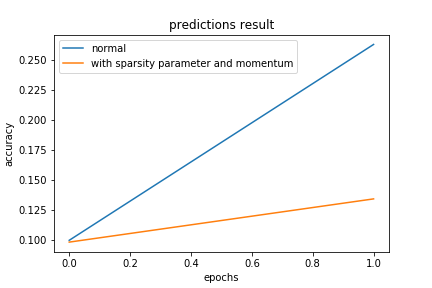 predictions result
normal
with sparsity parameter and momentum
accuracy
0.250
0.225
0.200
0.175
0.150
0.125
0.100
0.0 0.2 0.4 0.6 0.8 1.0
epochs